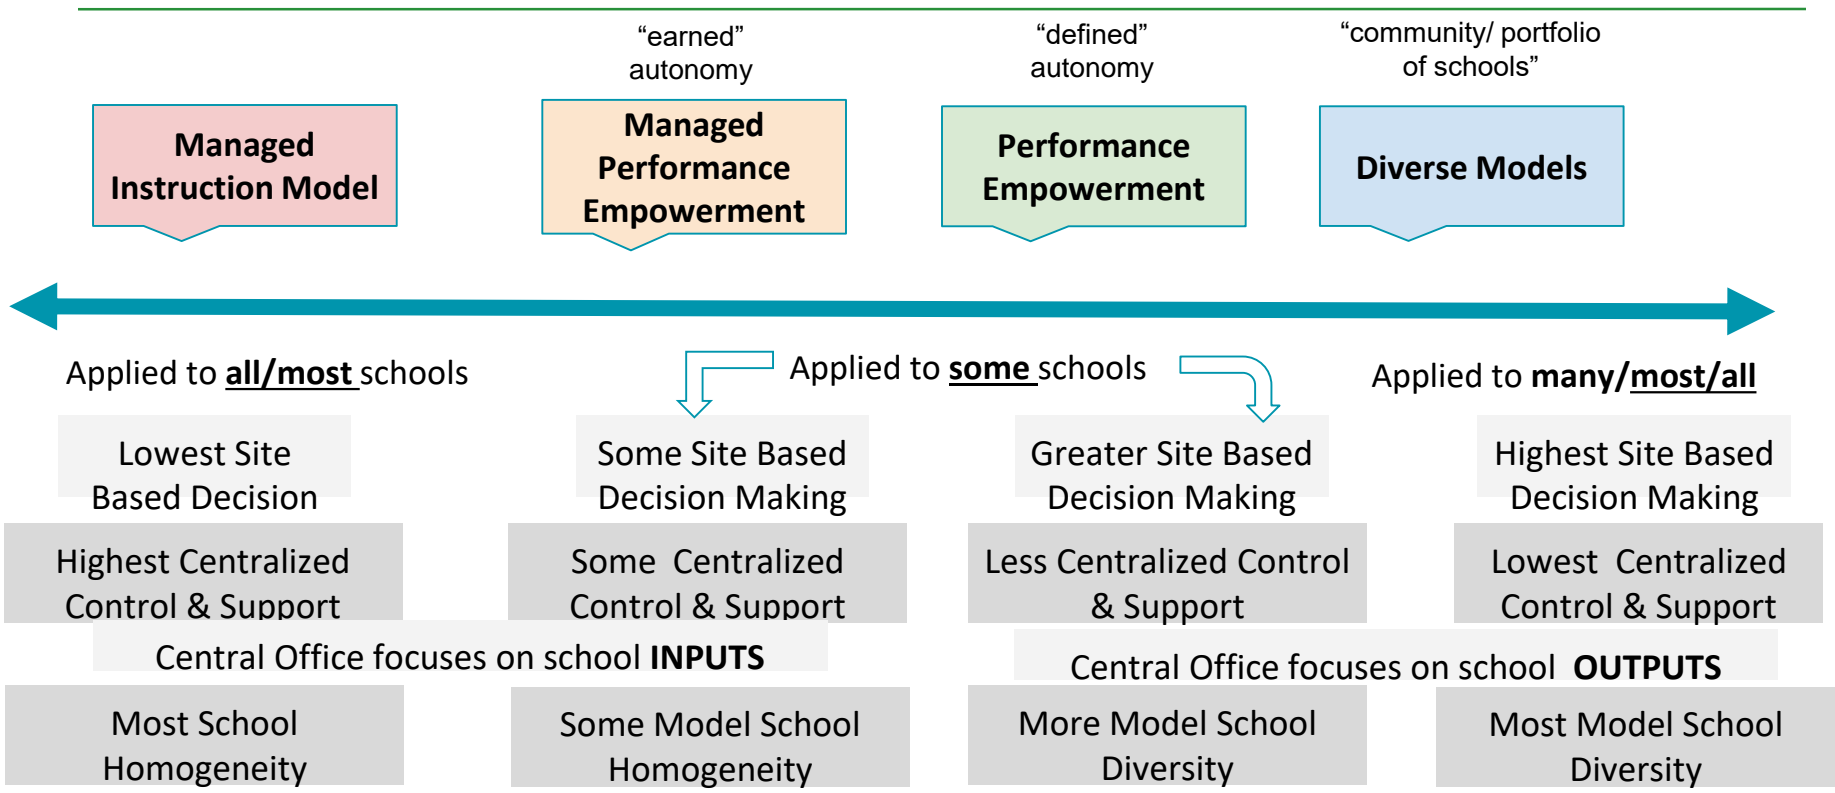 “earned”
autonomy
“defined”
autonomy
“community/ portfolio
of schools”
Managed
Instruction Model
Managed
Performance
Empowerment
Performance
Empowerment
Diverse Models
Applied to all/most schools
Applied to some schools
Applied to many/most/all
Lowest Site
Based Decision
Some Site Based
Decision Making
Greater Site Based
Decision Making
Highest Site Based
Decision Making
Highest Centralized
Control & Support
Some Centralized
Control & Support
Less Centralized Control
& Support
Lowest Centralized
Control & Support
Central Office focuses on school INPUTS
Central Office focuses on school OUTPUTS
Most School
Homogeneity
Some Model School
Homogeneity
More Model School
Diversity
Most Model School
Diversity